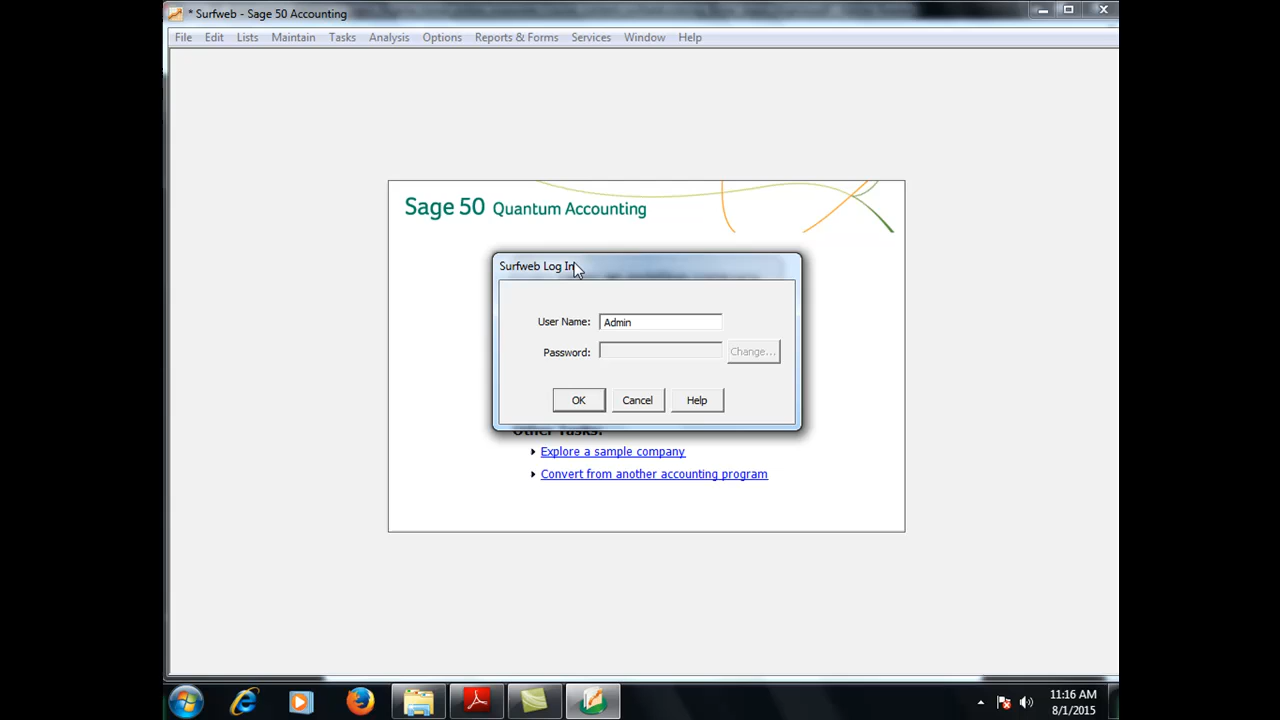 * Surfweb - Sage 50 Accounting
File Edit Lists Maintain Tasks Analysis Options Reports & Forms Services Window Help
Sage 50 Quantum Accounting
Surfweb Log In
User Name: Admin
Password: Change...
OK Cancel Help
Other Tasks:
Explore a sample company
Convert from another accounting program
11:16 AM
8/1/2015